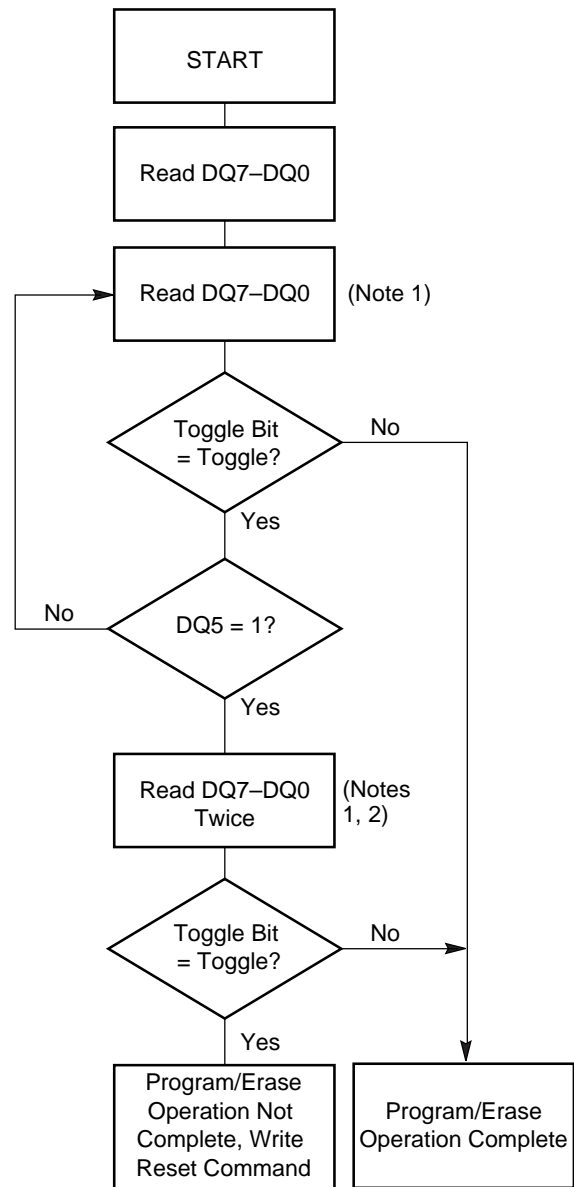 START
Read DQ7–DQ0
Read DQ7–DQ0
(Note 1)
Toggle Bit
= Toggle?
No
Yes
No
DQ5 = 1?
Yes
Read DQ7–DQ0
Twice
(Notes
1, 2)
Toggle Bit
= Toggle?
No
Yes
Program/Erase
Operation Not
Complete, Write
Reset Command
Program/Erase
Operation Complete